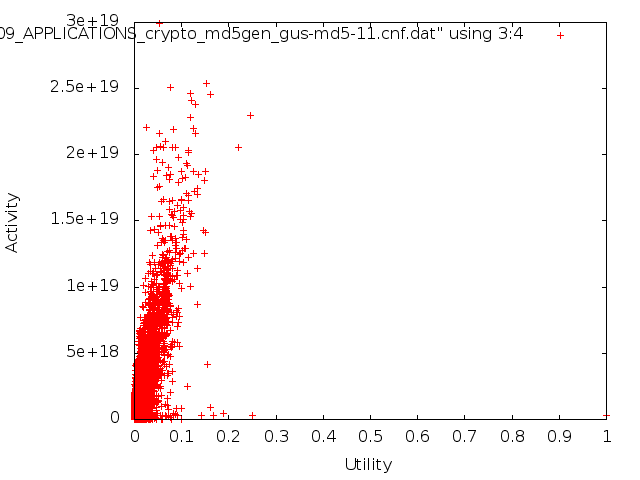 3e+19
09_APPLICATIONS_crypto_md5gen_gus-md5-11.cnf.dat" using 3:4
2.5e+19
2e+19
1.5e+19
1e+19
5e+18
0
Activity
0 0.1 0.2 0.3 0.4 0.5 0.6 0.7 0.8 0.9 1
Utility